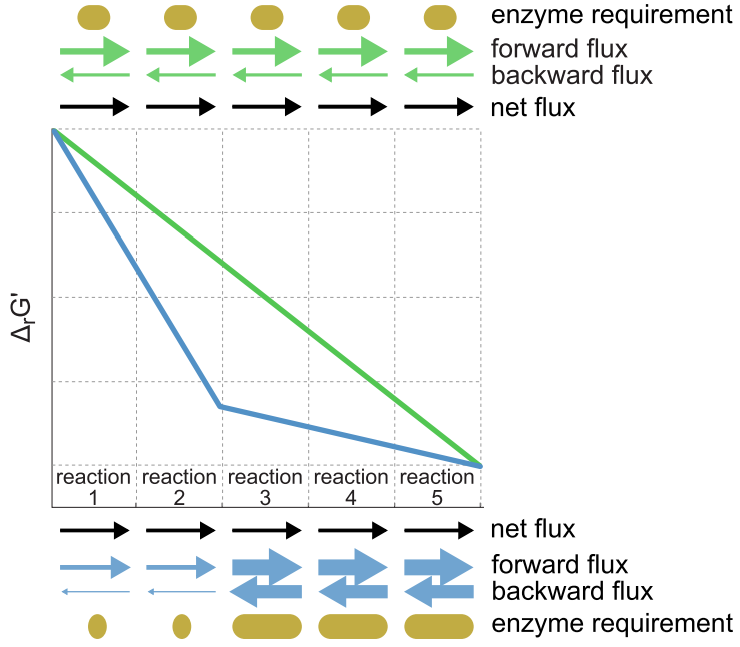 enzyme requirement
forward flux
backward flux
net flux
ΔrG'
reaction 1
reaction 2
reaction 3
reaction 4
reaction 5
net flux
forward flux
backward flux
enzyme requirement